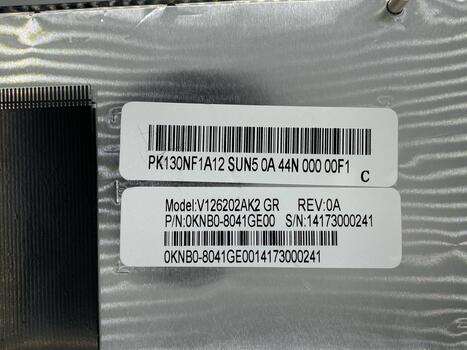 PK130NF1A12 SUN5 0A 44N 000 00F1
C
Model:V126202AK2 GR REV:0A
P/N:0KNB0-8041GE00 S/N:14173000241
0KNB0-8041GE0014173000241